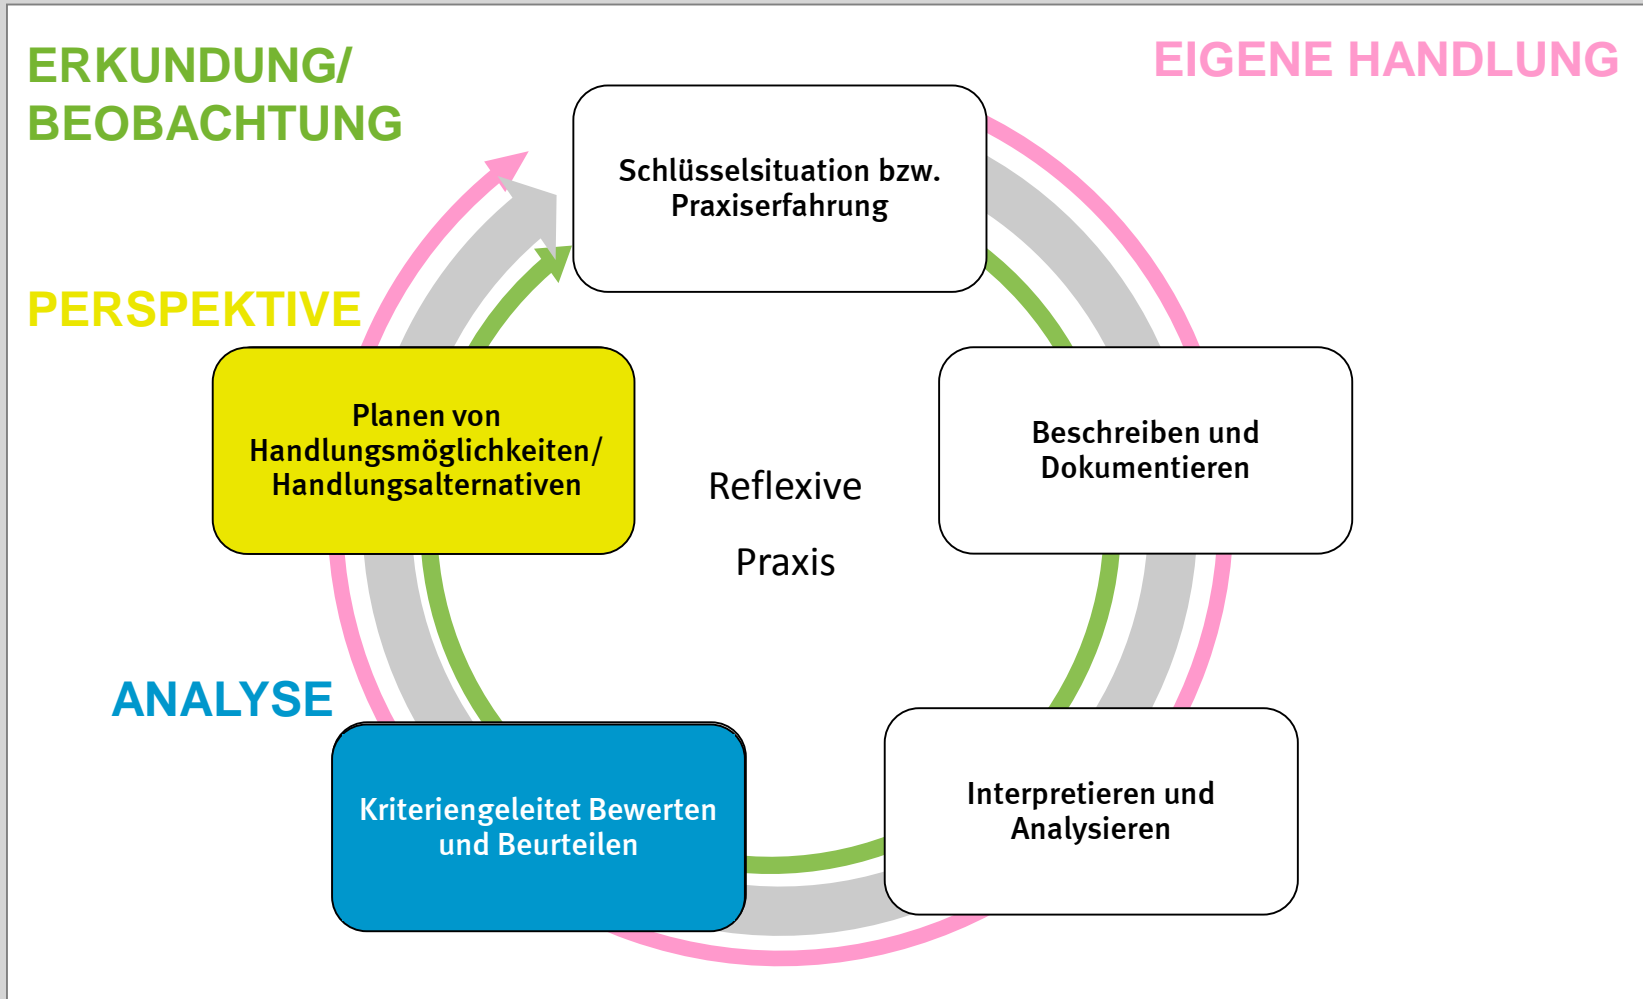 ERKUNDUNG/
BEOBACHTUNG
EIGENE HANDLUNG
Schlüsselsituation bzw.
Praxiserfahrung
PERSPEKTIVE
Planen von
Handlungsmöglichkeiten/
Handlungsalternativen
Beschreiben und
Dokumentieren
Reflexive
Praxis
ANALYSE
Kriteriengeleitet Bewerten
und Beurteilen
Interpretieren und
Analysieren